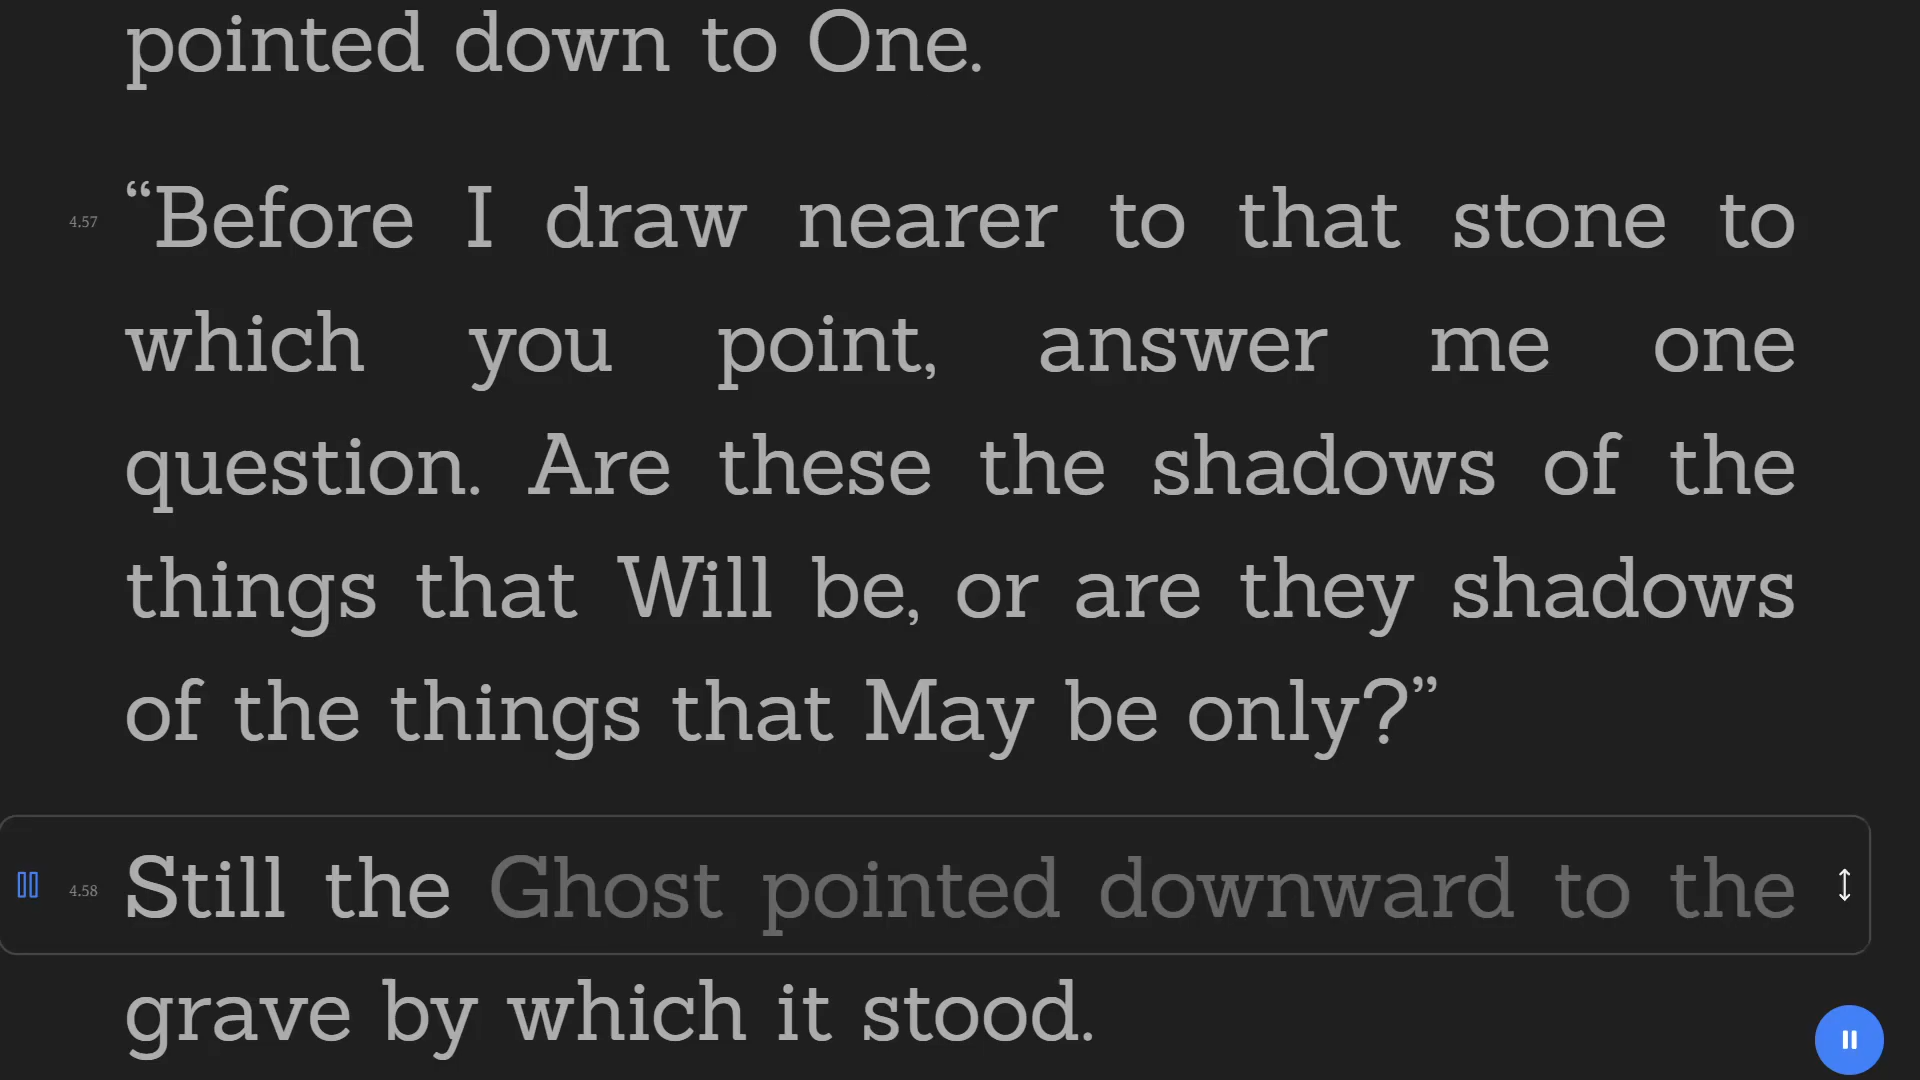 pointed down to One.
4.57 “Before I draw nearer to that stone to
which you point, answer me one
question. Are these the shadows of the
things that Will be, or are they shadows
of the things that May be only?”
4.58 Still the Ghost pointed downward to the
grave by which it stood.